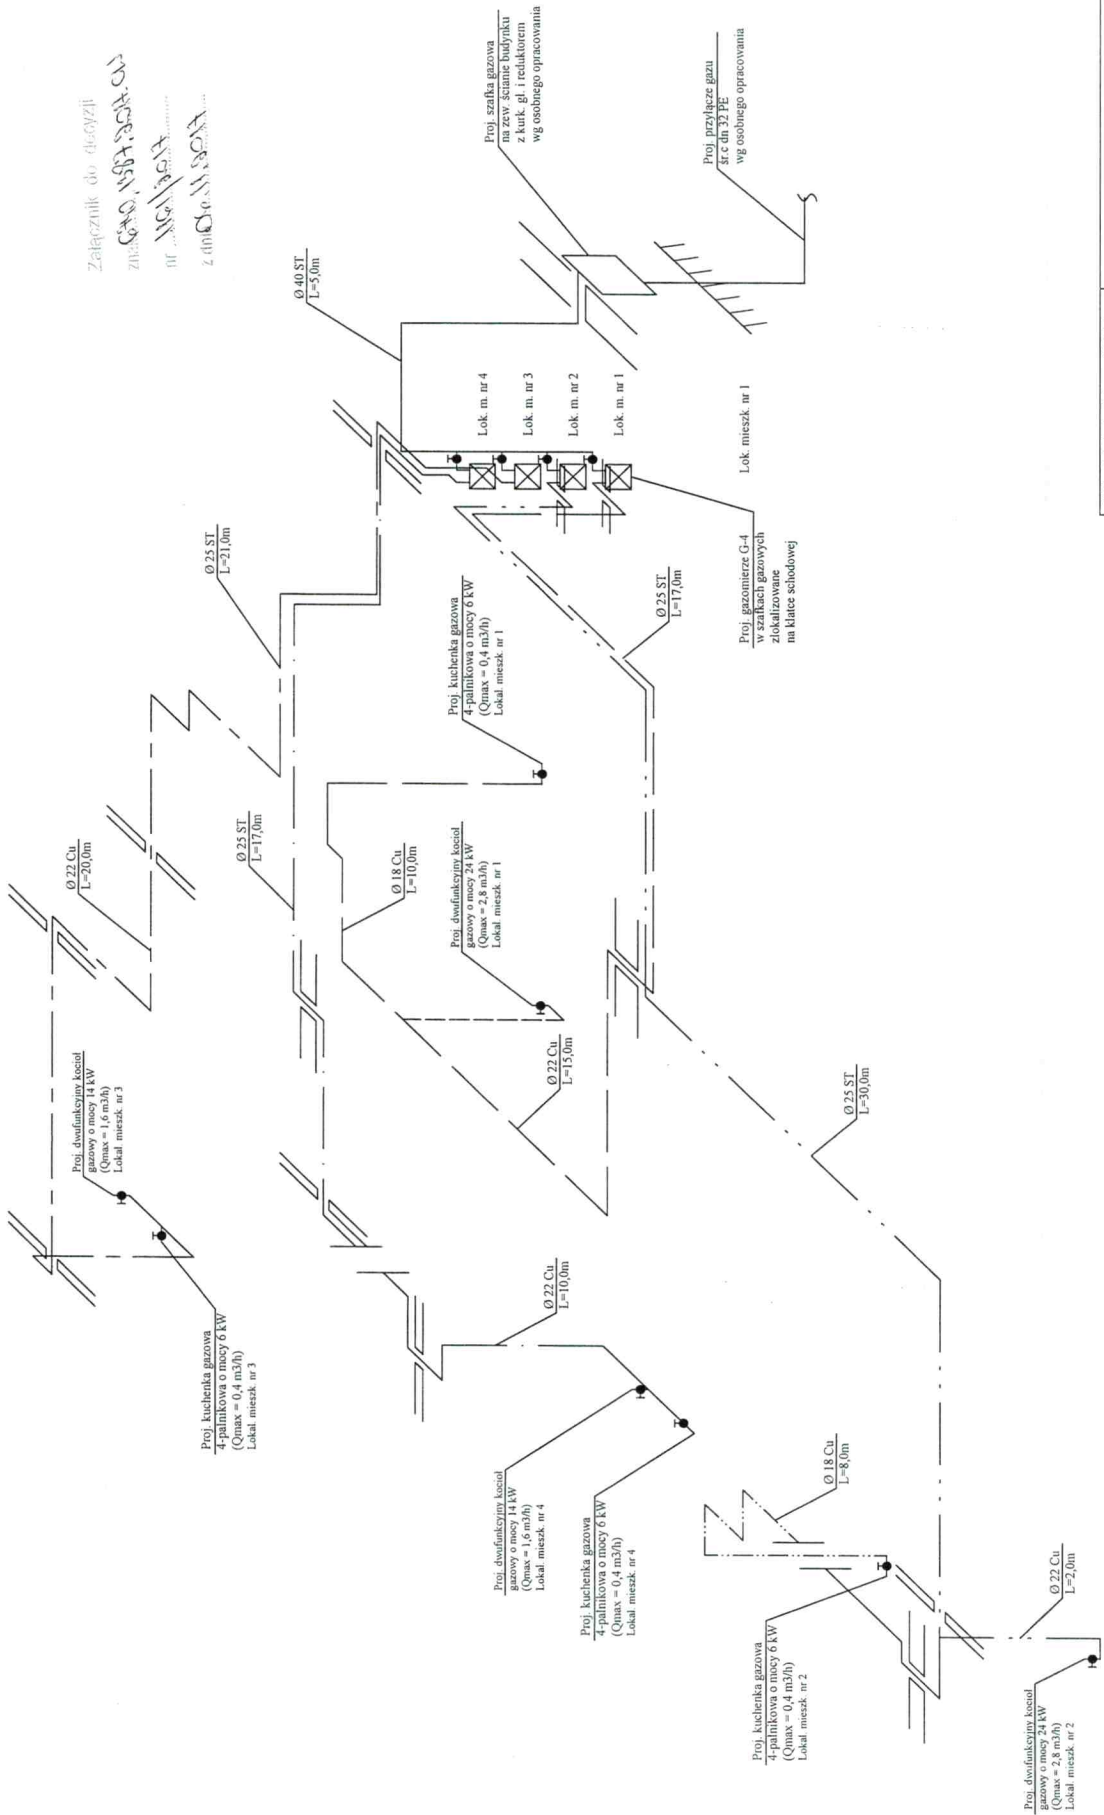 Załącznik do decyzji
nr
z dnia
Proj. szafka gazowa
na zew. ścianie budynku
z kurk. gł. i reduktorem
wg osobnego opracowania
Proj. przyłącze gazu
śr.c dn 32 PE
wg osobnego opracowania
Ø 40 ST
L=5,0m
Lok. m. nr 4
Lok. m. nr 3
Lok. m. nr 2
Lok. m. nr 1
Lok. mieszk. nr 1
Proj. gazomierze G-4
w szafkach gazowych
zlokalizowane
na klatce schodowej
Ø 25 ST
L=21,0m
Ø 25 ST
L=17,0m
Proj. kuchenka gazowa
4-palnikowa o mocy 6 kW
(Qmax = 0,4 m3/h)
Lokal. mieszk. nr 1
Ø 22 Cu
L=20,0m
Ø 25 ST
L=17,0m
Ø 18 Cu
L=10,0m
Proj. dwufunkcyjny kocioł
gazowy o mocy 24 kW
(Qmax = 2,8 m3/h)
Lokal. mieszk. nr 1
Ø 22 Cu
L=15,0m
Ø 25 ST
L=30,0m
Proj. dwufunkcyjny kocioł
gazowy o mocy 14 kW
(Qmax = 1,6 m3/h)
Lokal. mieszk. nr 3
Proj. kuchenka gazowa
4-palnikowa o mocy 6 kW
(Qmax = 0,4 m3/h)
Lokal. mieszk. nr 3
Ø 22 Cu
L=10,0m
Proj. dwufunkcyjny kocioł
gazowy o mocy 14 kW
(Qmax = 1,6 m3/h)
Lokal. mieszk. nr 4
Proj. kuchenka gazowa
4-palnikowa o mocy 6 kW
(Qmax = 0,4 m3/h)
Lokal. mieszk. nr 4
Ø 18 Cu
L=8,0m
Proj. kuchenka gazowa
4-palnikowa o mocy 6 kW
(Qmax = 0,4 m3/h)
Lokal. mieszk. nr 2
Ø 22 Cu
L=2,0m
Proj. dwufunkcyjny kocioł
gazowy o mocy 24 kW
(Qmax = 2,8 m3/h)
Lokal. mieszk. nr 2